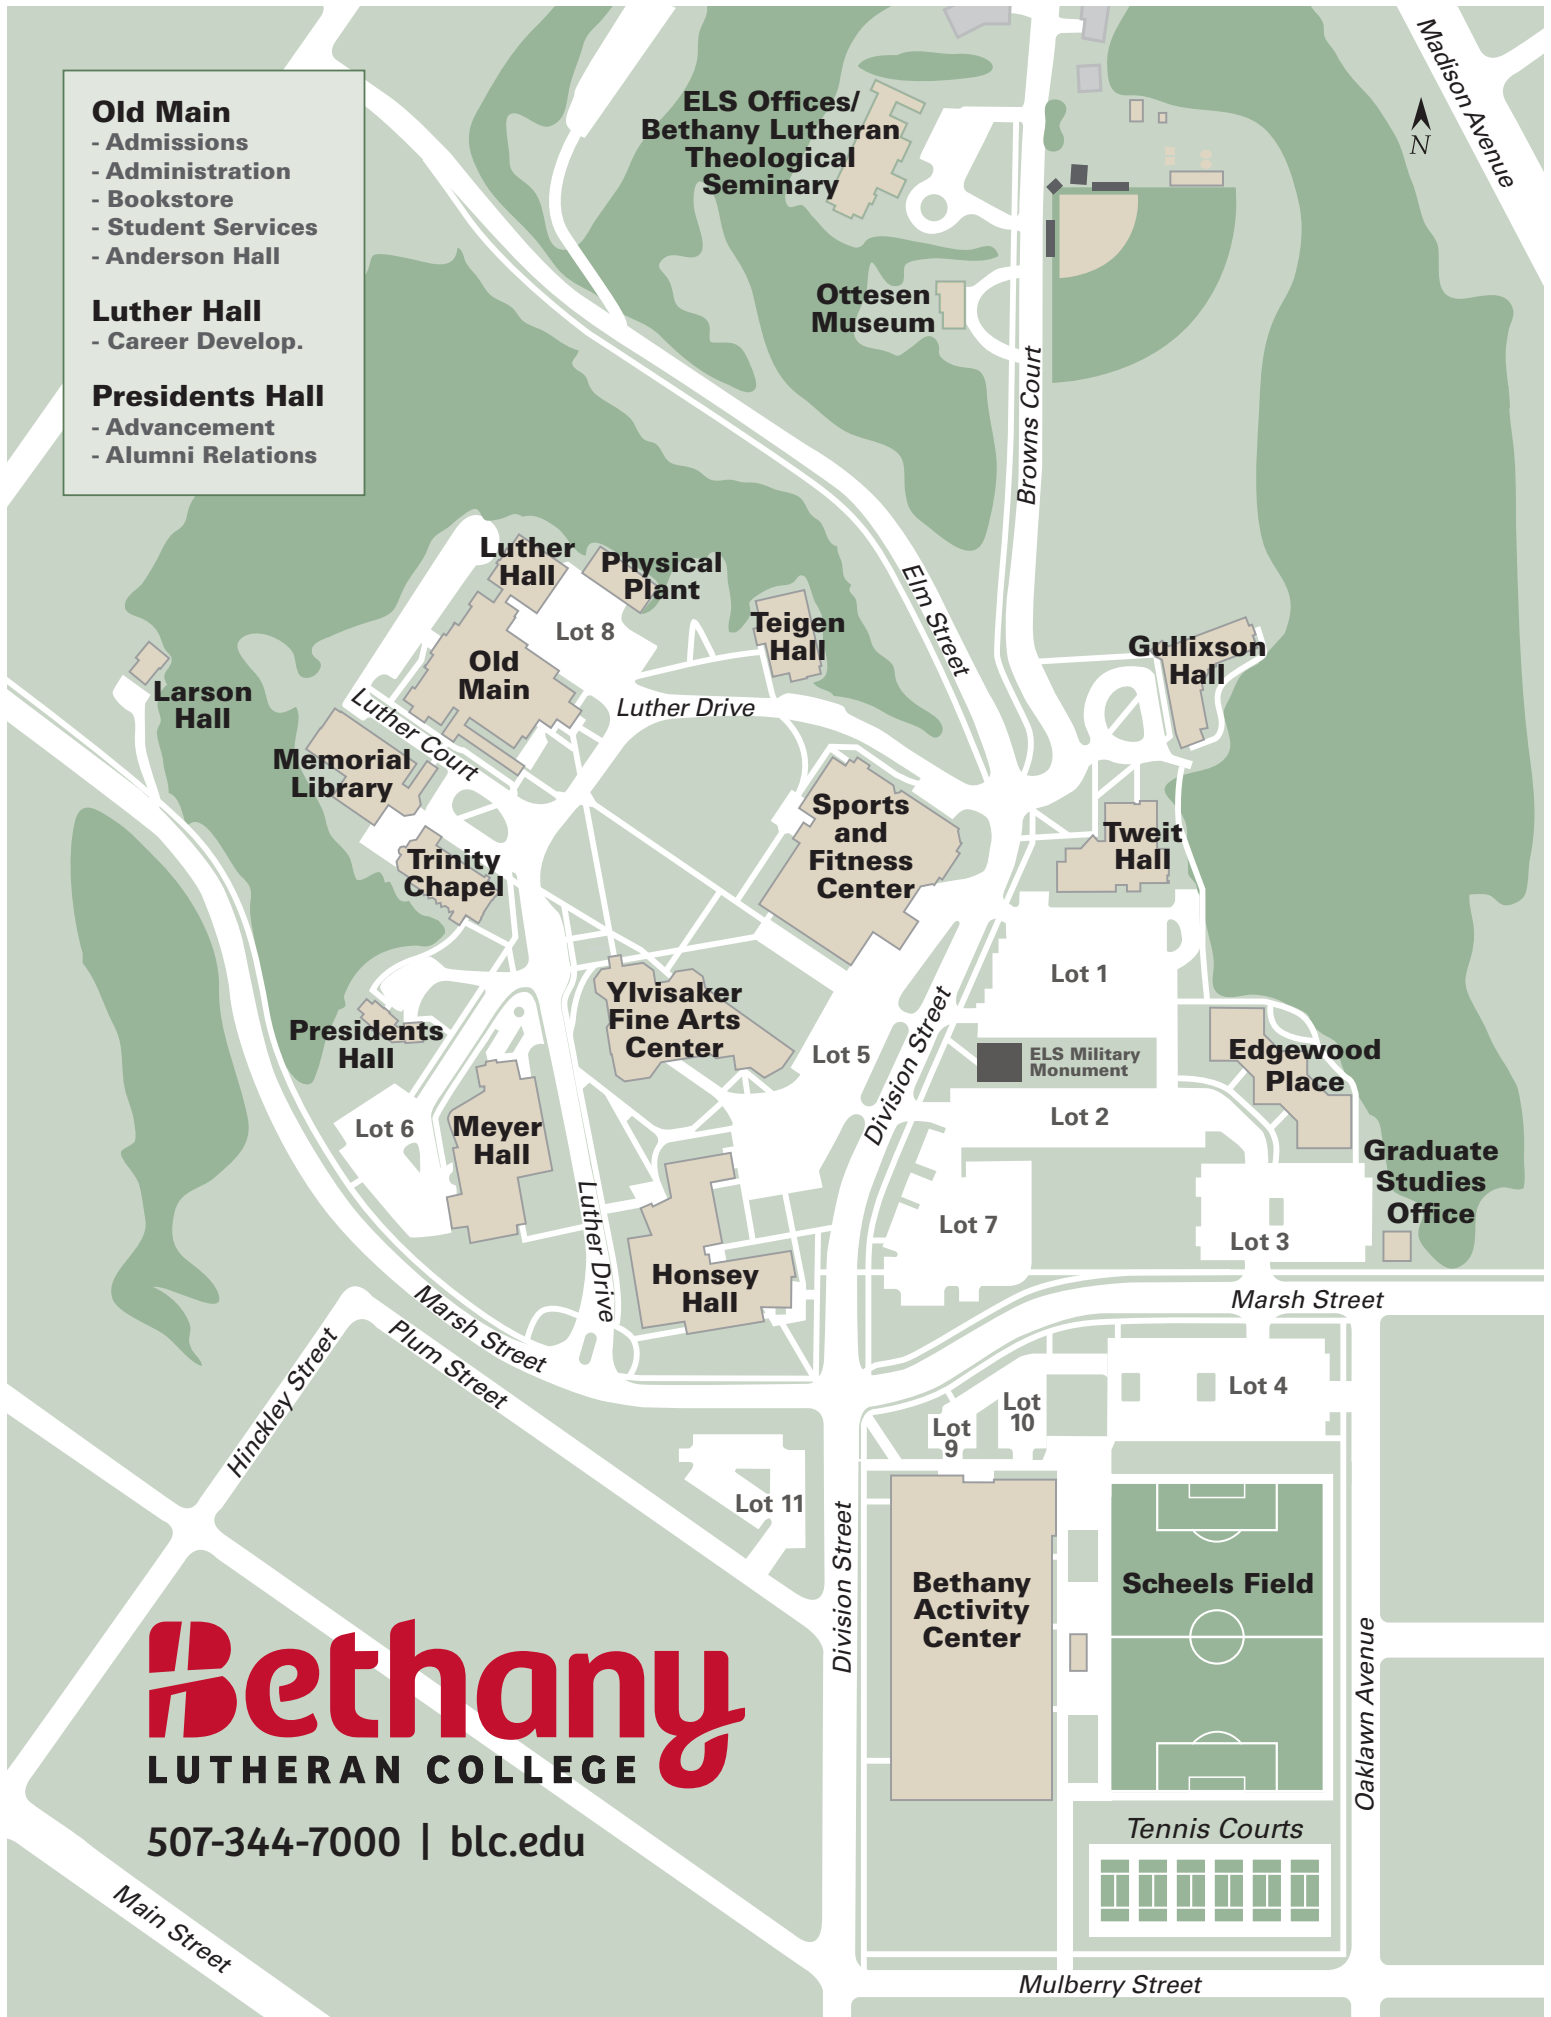 Old Main
- Admissions
- Administration
- Bookstore
- Student Services
- Anderson Hall
Luther Hall
- Career Develop.
Presidents Hall
- Advancement
- Alumni Relations
ELS Offices/
Bethany Lutheran
Theological
Seminary
Madison Avenue
N
Ottesen
Museum
Browns Court
Elm Street
Luther
Hall
Physical
Plant
Lot 8
Teigen
Hall
Gullixson
Hall
Old
Main
Larson
Hall
Luther Drive
Luther Court
Memorial
Library
Sports
and
Fitness
Center
Tweit
Hall
Trinity
Chapel
Lot 1
Ylvisaker
Fine Arts
Center
Presidents
Hall
Lot 5
Division Street
ELS Military
Monument
Edgewood
Place
Lot 2
Lot 6
Meyer
Hall
Graduate
Studies
Office
Luther Drive
Lot 7
Lot 3
Honsey
Hall
Marsh Street
Marsh Street
Plum Street
Hinckley Street
Lot 4
Lot
10
Lot
9
Lot 11
Division Street
Bethany
Activity
Center
Scheels Field
Oaklawn Avenue
Bethany
LUTHERAN COLLEGE
507-344-7000 | blc.edu
Tennis Courts
Main Street
Mulberry Street